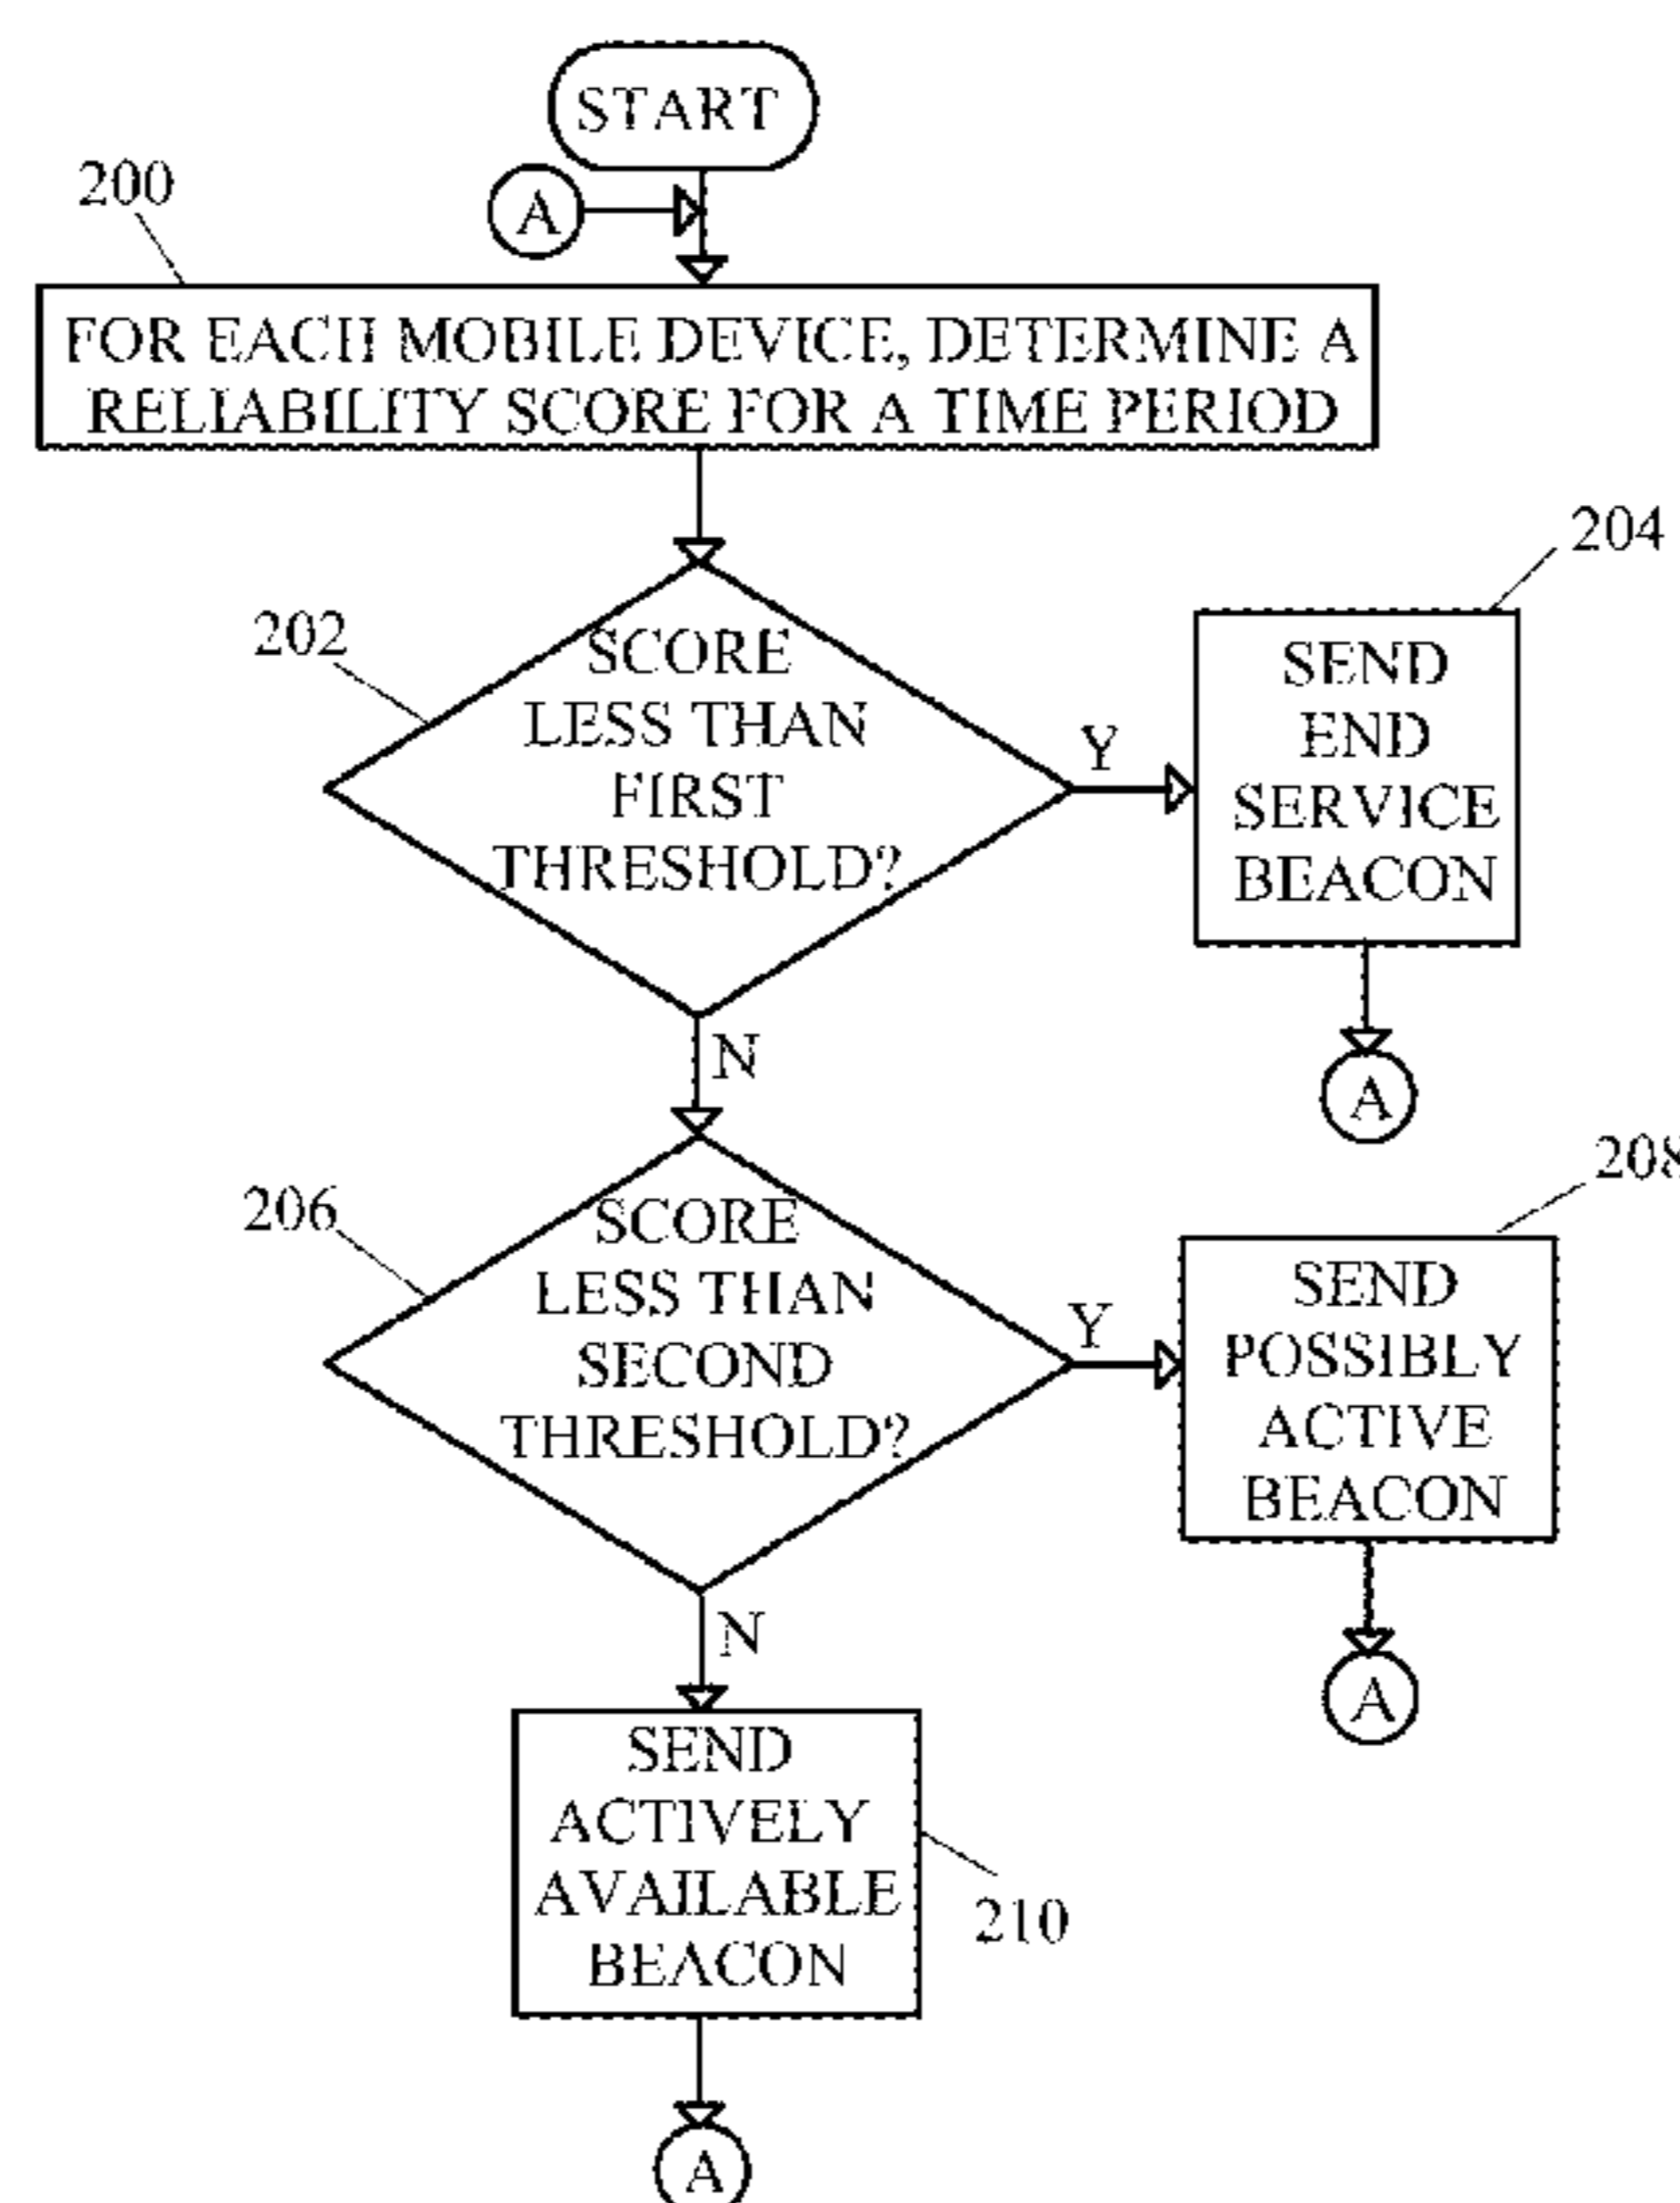 START
A
200
FOR EACH MOBILE DEVICE, DETERMINE A
RELIABILITY SCORE FOR A TIME PERIOD
202
SCORE
LESS THAN
FIRST
THRESHOLD?
Y
204
SEND
END
SERVICE
BEACON
A
N
206
SCORE
LESS THAN
SECOND
THRESHOLD?
Y
208
SEND
POSSIBLY
ACTIVE
BEACON
A
N
SEND
ACTIVELY
AVAILABLE
BEACON
210
A